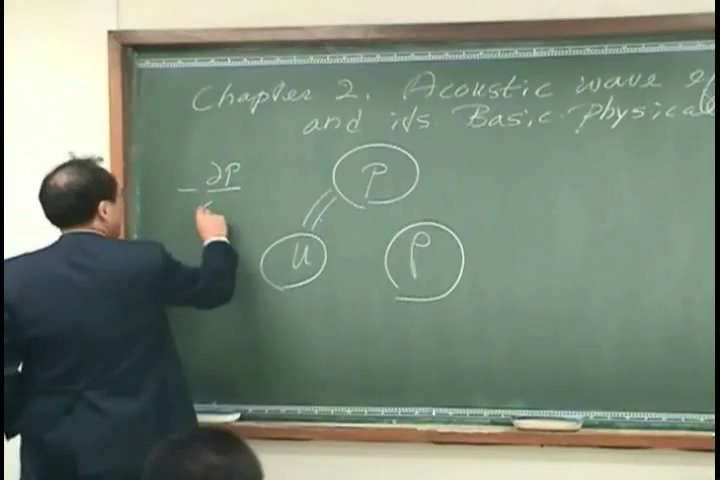 Chapter 2. Acoustic wave
and its Basic Physical
- ∂P
P
u
ρ